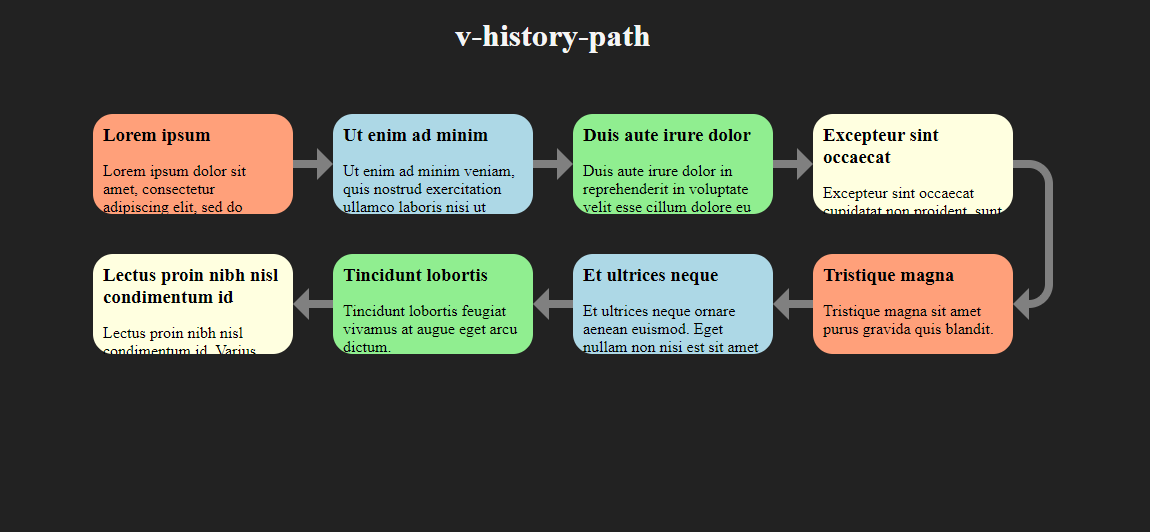 v-history-path
Lorem ipsum
Lorem ipsum dolor sit
amet, consectetur
adipiscing elit, sed do
Ut enim ad minim
Ut enim ad minim veniam,
quis nostrud exercitation
ullamco laboris nisi ut
Duis aute irure dolor
Duis aute irure dolor in
reprehenderit in voluptate
velit esse cillum dolore eu
Excepteur sint
occaecat
Excepteur sint occaecat
cupidatat non proident, sunt
Lectus proin nibh nisl
condimentum id
Lectus proin nibh nisl
condimentum id. Varius
Tincidunt lobortis
Tincidunt lobortis feugiat
vivamus at augue eget arcu
dictum.
Et ultrices neque
Et ultrices neque ornare
aenean euismod. Eget
nullam non nisi est sit amet
Tristique magna
Tristique magna sit amet
purus gravida quis blandit.